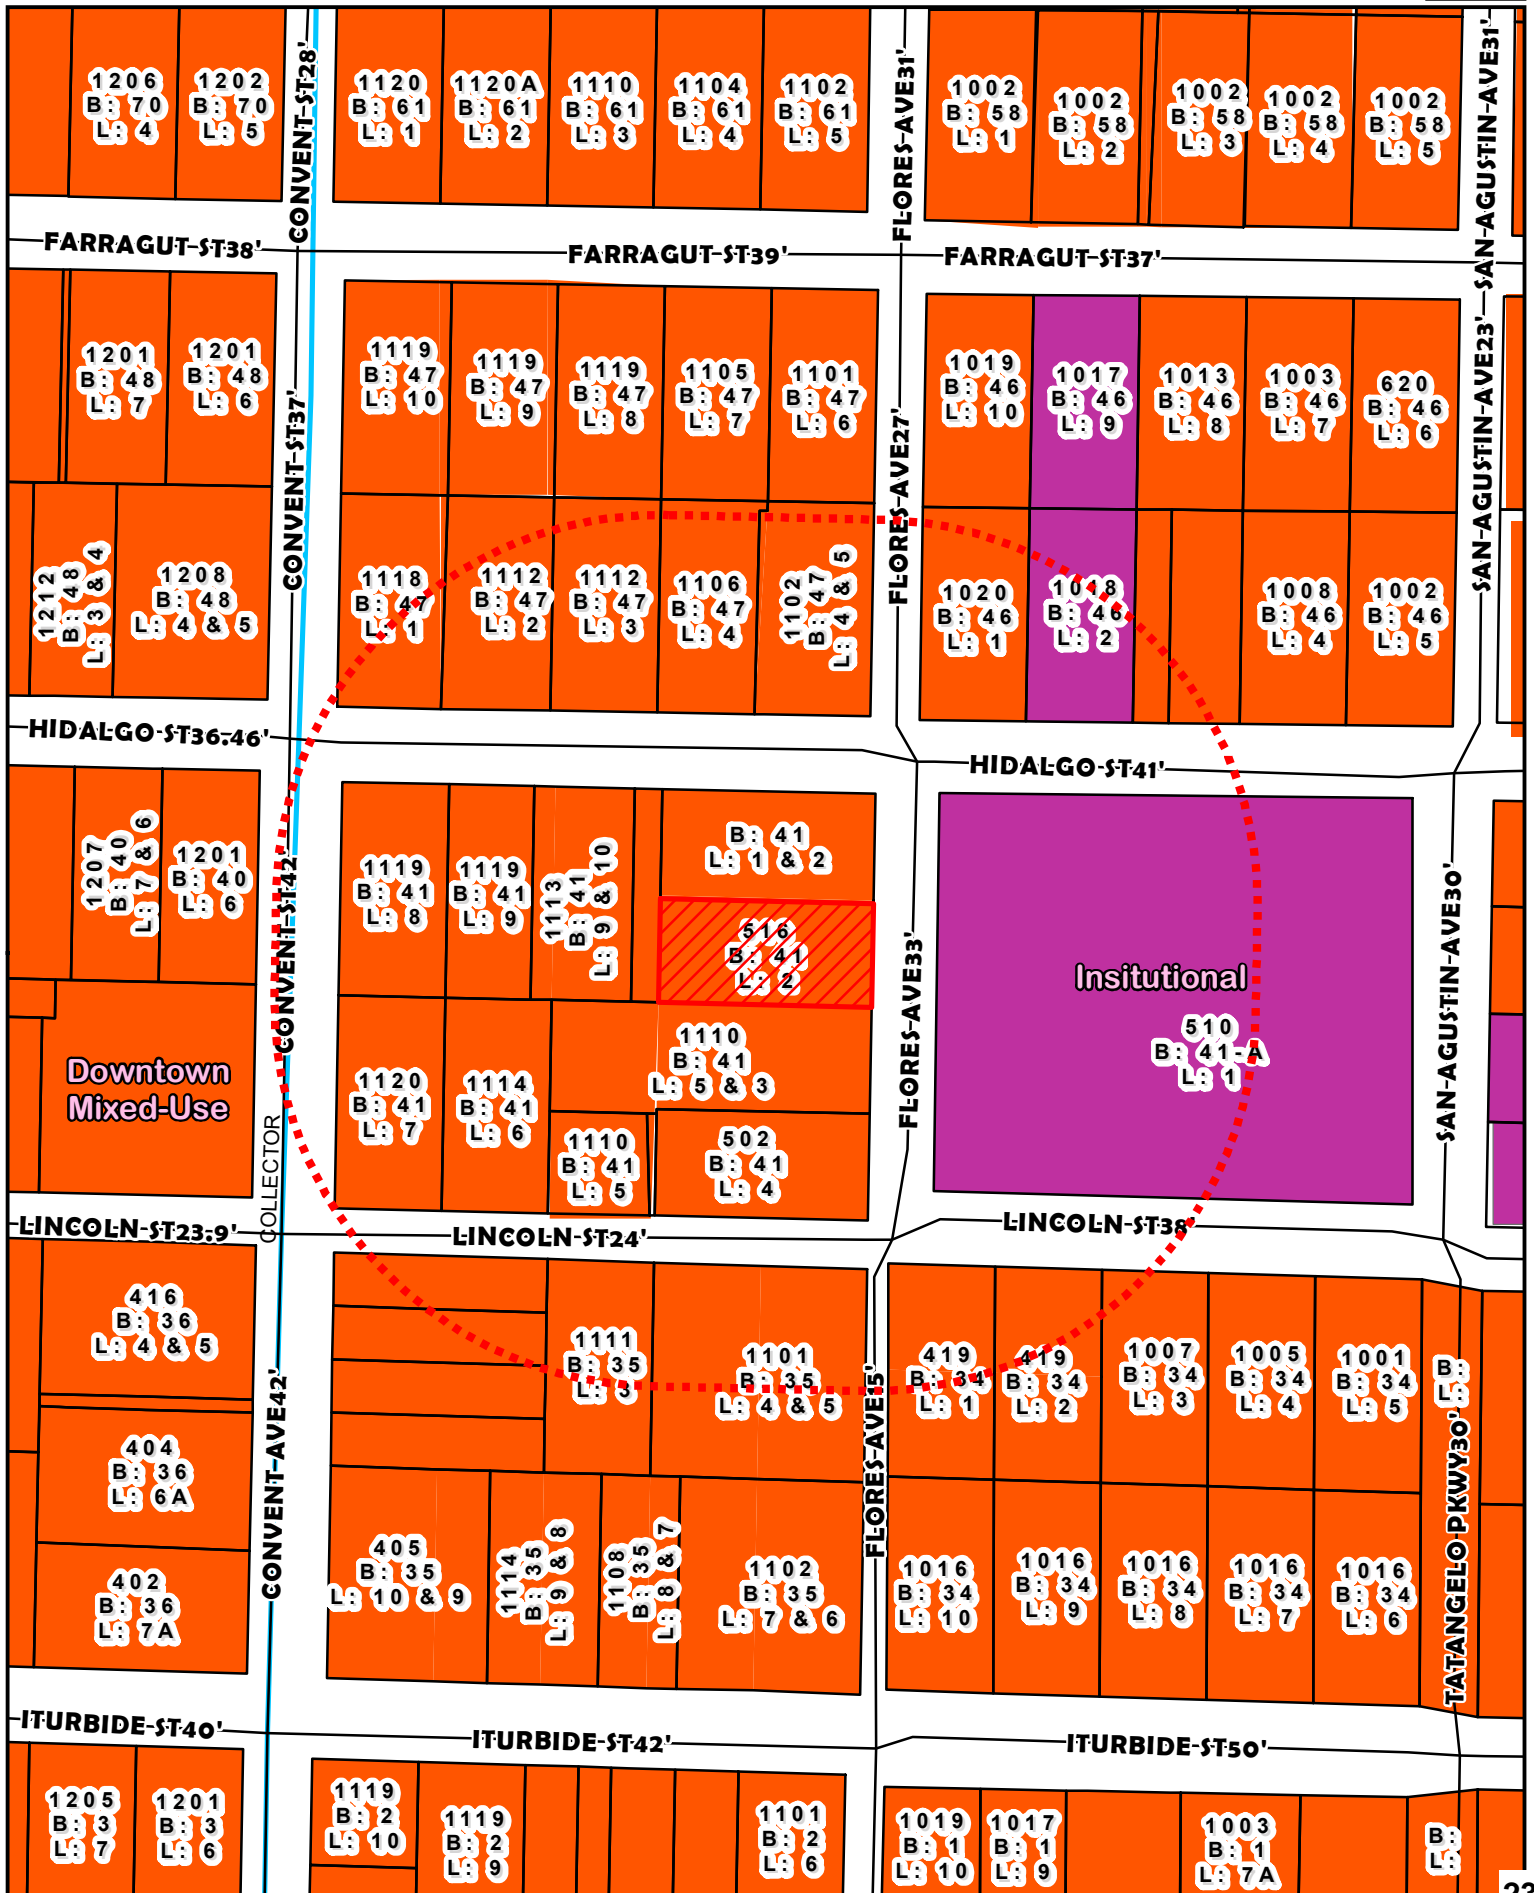 1206
B: 70
L: 4
1202
B: 70
L: 5
CONVENT-ST28'
1120
B: 61
L: 1
1120A
B: 61
L: 2
1110
B: 61
L: 3
1104
B: 61
L: 4
1102
B: 61
L: 5
FLORES-AVE31'
1002
B: 58
L: 1
1002
B: 58
L: 2
1002
B: 58
L: 3
1002
B: 58
L: 4
1002
B: 58
L: 5
SAN-AGUSTIN-AVE31'
FARRAGUT-ST38'
FARRAGUT-ST39'
FARRAGUT-ST37'
1201
B: 48
L: 7
1201
B: 48
L: 6
CONVENT-ST37'
1119
B: 47
L: 10
1119
B: 47
L: 9
1119
B: 47
L: 8
1105
B: 47
L: 7
1101
B: 47
L: 6
FLORES-AVE27'
1019
B: 46
L: 10
1017
B: 46
L: 9
1013
B: 46
L: 8
1003
B: 46
L: 7
620
B: 46
L: 6
SAN-AGUSTIN-AVE23'
1212
B: 48
L: 3 & 4
1208
B: 48
L: 4 & 5
1118
B: 47
L: 1
1112
B: 47
L: 2
1112
B: 47
L: 3
1106
B: 47
L: 4
1102
B: 47
L: 4 & 5
1020
B: 46
L: 1
1018
B: 46
L: 2
1008
B: 46
L: 4
1002
B: 46
L: 5
HIDALGO-ST36.46'
HIDALGO-ST41'
1207
B: 40
L: 7 & 6
1201
B: 40
L: 6
CONVENT-ST42'
1119
B: 41
L: 8
1119
B: 41
L: 9
1113
B: 41
L: 9 & 10
B: 41
L: 1 & 2
516
B: 41
L: 2
FLORES-AVE33'
Insitutional
510
B: 41-A
L: 1
SAN-AGUSTIN-AVE30'
Downtown
Mixed-Use
COLLECTOR
1120
B: 41
L: 7
1114
B: 41
L: 6
1110
B: 41
L: 5 & 3
1110
B: 41
L: 5
502
B: 41
L: 4
LINCOLN-ST23.9'
LINCOLN-ST24'
LINCOLN-ST38'
416
B: 36
L: 4 & 5
404
B: 36
L: 6A
402
B: 36
L: 7A
CONVENT-AVE42'
1111
B: 35
L: 3
1101
B: 35
L: 4 & 5
FLORES-AVE15'
419
B: 34
L: 1
419
B: 34
L: 2
1007
B: 34
L: 3
1005
B: 34
L: 4
1001
B: 34
L: 5
B:
L:
TATANGELO PKWY30'
405
B: 35
L: 10 & 9
1114
B: 35
L: 9 & 8
1108
B: 35
L: 8 & 7
1102
B: 35
L: 7 & 6
1016
B: 34
L: 10
1016
B: 34
L: 9
1016
B: 34
L: 8
1016
B: 34
L: 7
1016
B: 34
L: 6
ITURBIDE-ST40'
ITURBIDE-ST42'
ITURBIDE-ST50'
1205
B: 3
L: 7
1201
B: 3
L: 6
1119
B: 2
L: 10
1119
B: 2
L: 9
1101
B: 2
L: 6
1019
B: 1
L: 10
1017
B: 1
L: 9
1003
B: 1
L: 7A
B:
L: